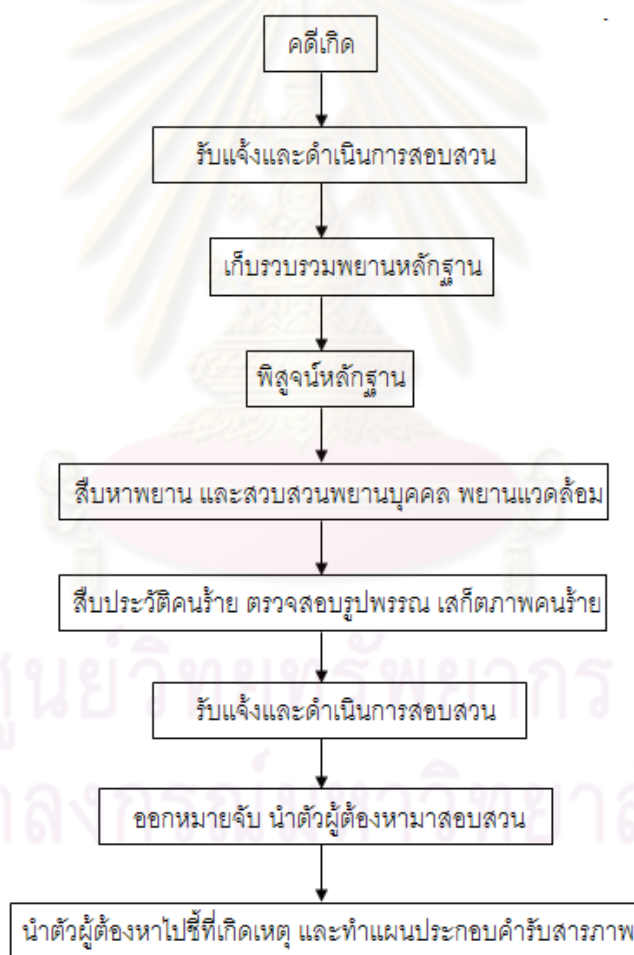 คดีเกิด
รับแจ้งและดำเนินการสอบสวน
เก็บรวบรวมพยานหลักฐาน
พิสูจน์หลักฐาน
สืบหาพยาน และสวบสวนพยานบุคคล พยานแวดล้อม
สืบประวัติคนร้าย ตรวจสอบรูปพรรณ เสก็ตภาพคนร้าย
รับแจ้งและดำเนินการสอบสวน
ออกหมายจับ นำตัวผู้ต้องหามาสอบสวน
นำตัวผู้ต้องหาไปชี้ที่เกิดเหตุ และทำแผนประกอบคำรับสารภาพ